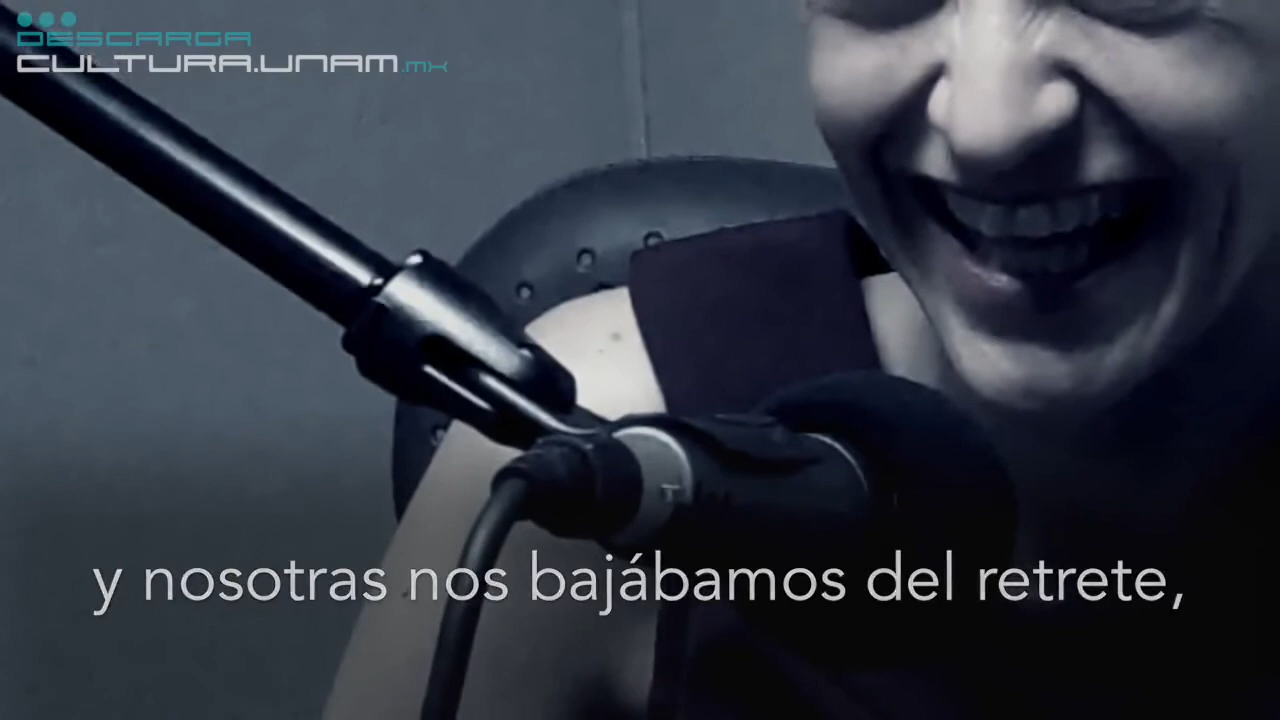 DESCARGA
CULTURA.UNAM.MX
y nosotras nos bajábamos del retrete,